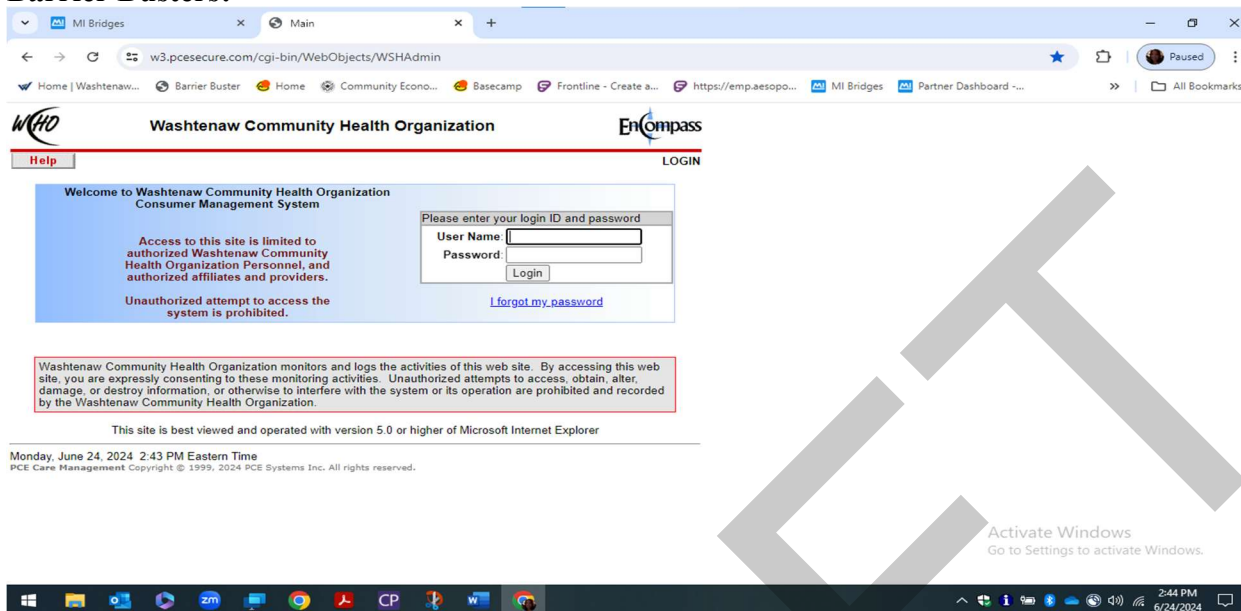 Barrier Busters.
MI Bridges
Main
w3.pcesecure.com/cgi-bin/WebObjects/WSHAdmin
Paused
Home | Washtenaw...
Barrier Buster
Home
Community Econo...
Basecamp
Frontline - Create a...
https://emp.aesopo...
MI Bridges
Partner Dashboard -...
»
All Bookmarks
WCHO
Washtenaw Community Health Organization
Encompass
Help
LOGIN
Welcome to Washtenaw Community Health Organization
Consumer Management System
Access to this site is limited to
authorized Washtenaw Community
Health Organization Personnel, and
authorized affiliates and providers.
Unauthorized attempt to access the
system is prohibited.
Please enter your login ID and password
User Name:
Password:
Login
I forgot my password
Washtenaw Community Health Organization monitors and logs the activities of this web site. By accessing this web
site, you are expressly consenting to these monitoring activities. Unauthorized attempts to access, obtain, alter,
damage, or destroy information, or otherwise to interfere with the system or its operation are prohibited and recorded
by the Washtenaw Community Health Organization.
This site is best viewed and operated with version 5.0 or higher of Microsoft Internet Explorer
Monday, June 24, 2024 2:43 PM Eastern Time
PCE Care Management Copyright © 1999, 2024 PCE Systems Inc. All rights reserved.
Activate Windows
Go to Settings to activate Windows.
zm
CP
2:44 PM
6/24/2024